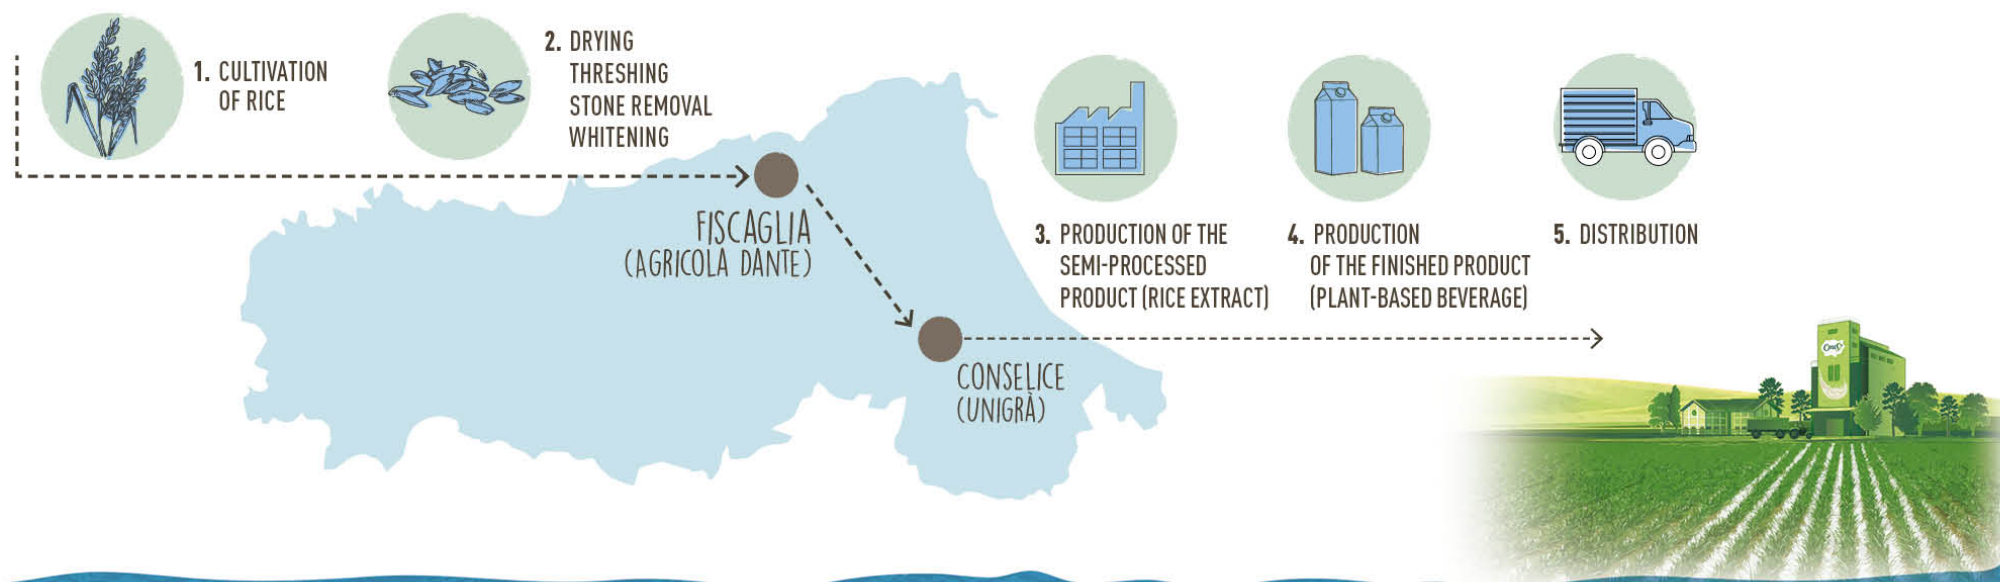 1. CULTIVATION
OF RICE
2. DRYING
THRESHING
STONE REMOVAL
WHITENING
FISCAGLIA
(AGRICOLA DANTE)
CONSELICE
(UNIGRÀ)
3. PRODUCTION OF THE
SEMI-PROCESSED
PRODUCT (RICE EXTRACT)
4. PRODUCTION
OF THE FINISHED PRODUCT
(PLANT-BASED BEVERAGE)
5. DISTRIBUTION